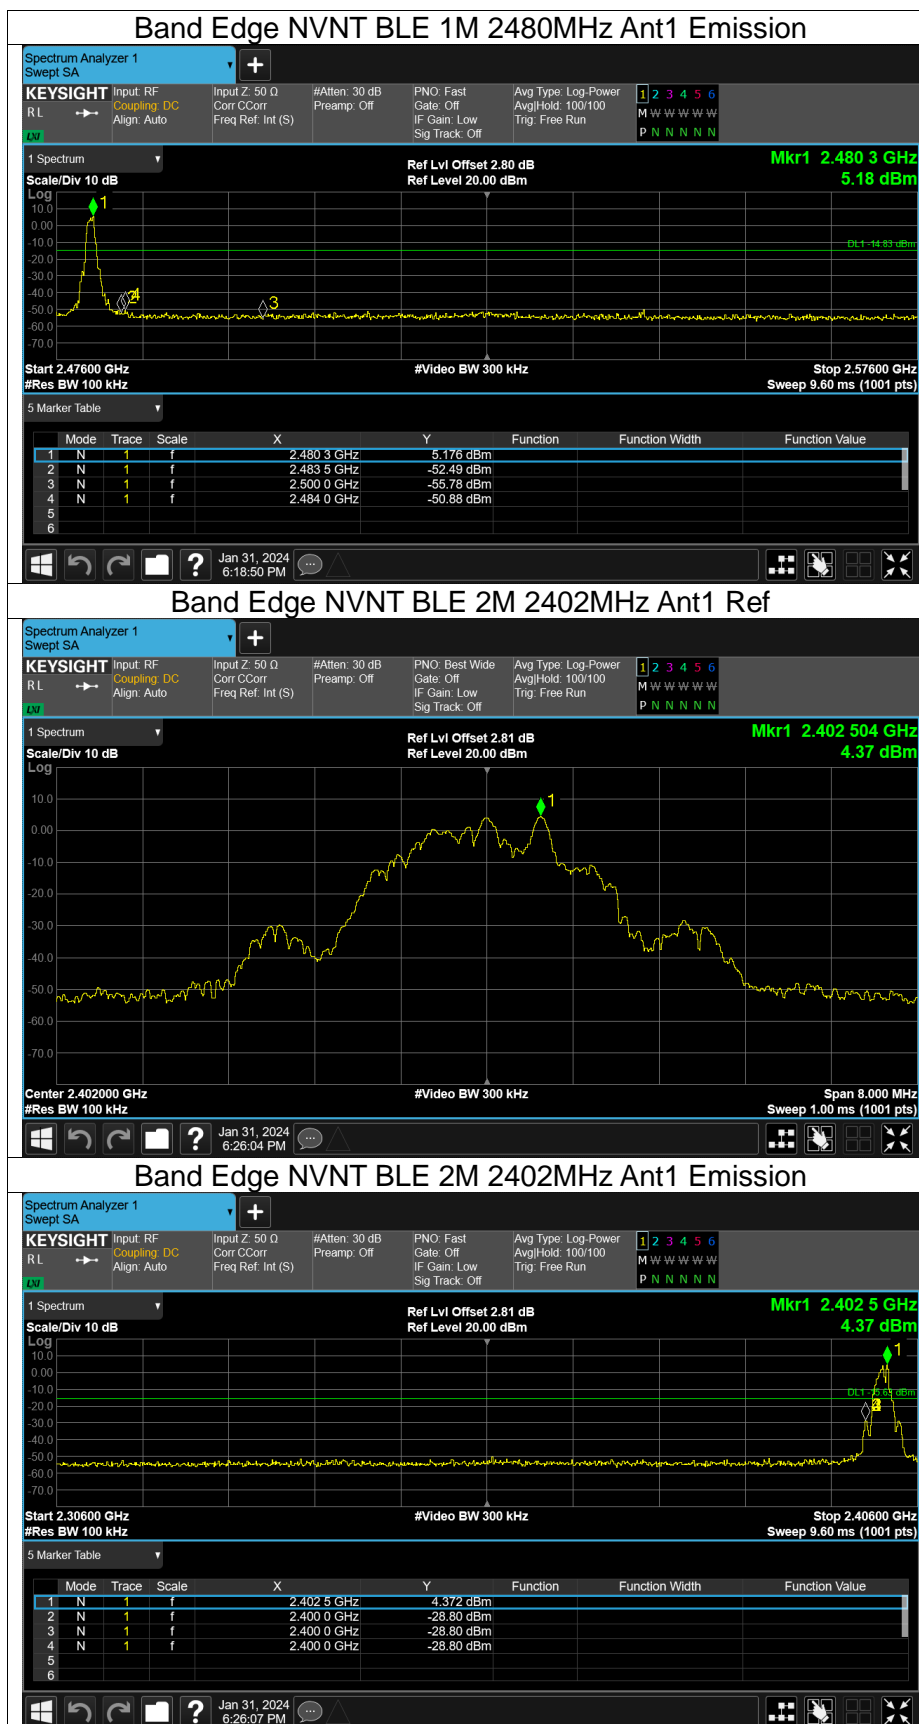 Band Edge NVNT BLE 1M 2480MHz Ant1 Emission
Spectrum Analyzer 1
Swept SA
KEYSIGHT Input: RF Input Z: 50 Ω #Atten: 30 dB PNO: Fast Avg Type: Log-Power 1 2 3 4 5 6
R L Coupling: DC Corr CCorr Preamp: Off Gate: Off Avg|Hold: 100/100 M W W W W W
Align: Auto Freq Ref: Int (S) IF Gain: Low Trig: Free Run
LXI Sig Track: Off P N N N N N
1 Spectrum Ref Lvl Offset 2.80 dB Mkr1 2.480 3 GHz
Scale/Div 10 dB Ref Level 20.00 dBm 5.18 dBm
Log
10.0 1
0.00
-10.0 DL1 -14.83 dBm
-20.0
-30.0
-40.0 4
-50.0 3
-60.0
-70.0
Start 2.47600 GHz #Video BW 300 kHz Stop 2.57600 GHz
#Res BW 100 kHz Sweep 9.60 ms (1001 pts)
5 Marker Table
Mode Trace Scale X Y Function Function Width Function Value
1 N 1 f 2.480 3 GHz 5.176 dBm
2 N 1 f 2.483 5 GHz -52.49 dBm
3 N 1 f 2.500 0 GHz -55.78 dBm
4 N 1 f 2.484 0 GHz -50.88 dBm
5
6
? Jan 31, 2024
6:18:50 PM
Band Edge NVNT BLE 2M 2402MHz Ant1 Ref
Spectrum Analyzer 1
Swept SA
KEYSIGHT Input: RF Input Z: 50 Ω #Atten: 30 dB PNO: Best Wide Avg Type: Log-Power 1 2 3 4 5 6
R L Coupling: DC Corr CCorr Preamp: Off Gate: Off Avg|Hold: 100/100 M W W W W W
Align: Auto Freq Ref: Int (S) IF Gain: Low Trig: Free Run
LXI Sig Track: Off P N N N N N
1 Spectrum Ref Lvl Offset 2.81 dB Mkr1 2.402 504 GHz
Scale/Div 10 dB Ref Level 20.00 dBm 4.37 dBm
Log
10.0 1
0.00
-10.0
-20.0
-30.0
-40.0
-50.0
-60.0
-70.0
Center 2.402000 GHz #Video BW 300 kHz Span 8.000 MHz
#Res BW 100 kHz Sweep 1.00 ms (1001 pts)
? Jan 31, 2024
6:26:04 PM
Band Edge NVNT BLE 2M 2402MHz Ant1 Emission
Spectrum Analyzer 1
Swept SA
KEYSIGHT Input: RF Input Z: 50 Ω #Atten: 30 dB PNO: Fast Avg Type: Log-Power 1 2 3 4 5 6
R L Coupling: DC Corr CCorr Preamp: Off Gate: Off Avg|Hold: 100/100 M W W W W W
Align: Auto Freq Ref: Int (S) IF Gain: Low Trig: Free Run
LXI Sig Track: Off P N N N N N
1 Spectrum Ref Lvl Offset 2.81 dB Mkr1 2.402 5 GHz
Scale/Div 10 dB Ref Level 20.00 dBm 4.37 dBm
Log
10.0 1
0.00
-10.0 DL1 -15.63 dBm
-20.0
-30.0
-40.0
-50.0
-60.0
-70.0
Start 2.30600 GHz #Video BW 300 kHz Stop 2.40600 GHz
#Res BW 100 kHz Sweep 9.60 ms (1001 pts)
5 Marker Table
Mode Trace Scale X Y Function Function Width Function Value
1 N 1 f 2.402 5 GHz 4.372 dBm
2 N 1 f 2.400 0 GHz -28.80 dBm
3 N 1 f 2.400 0 GHz -28.80 dBm
4 N 1 f 2.400 0 GHz -28.80 dBm
5
6
? Jan 31, 2024
6:26:07 PM